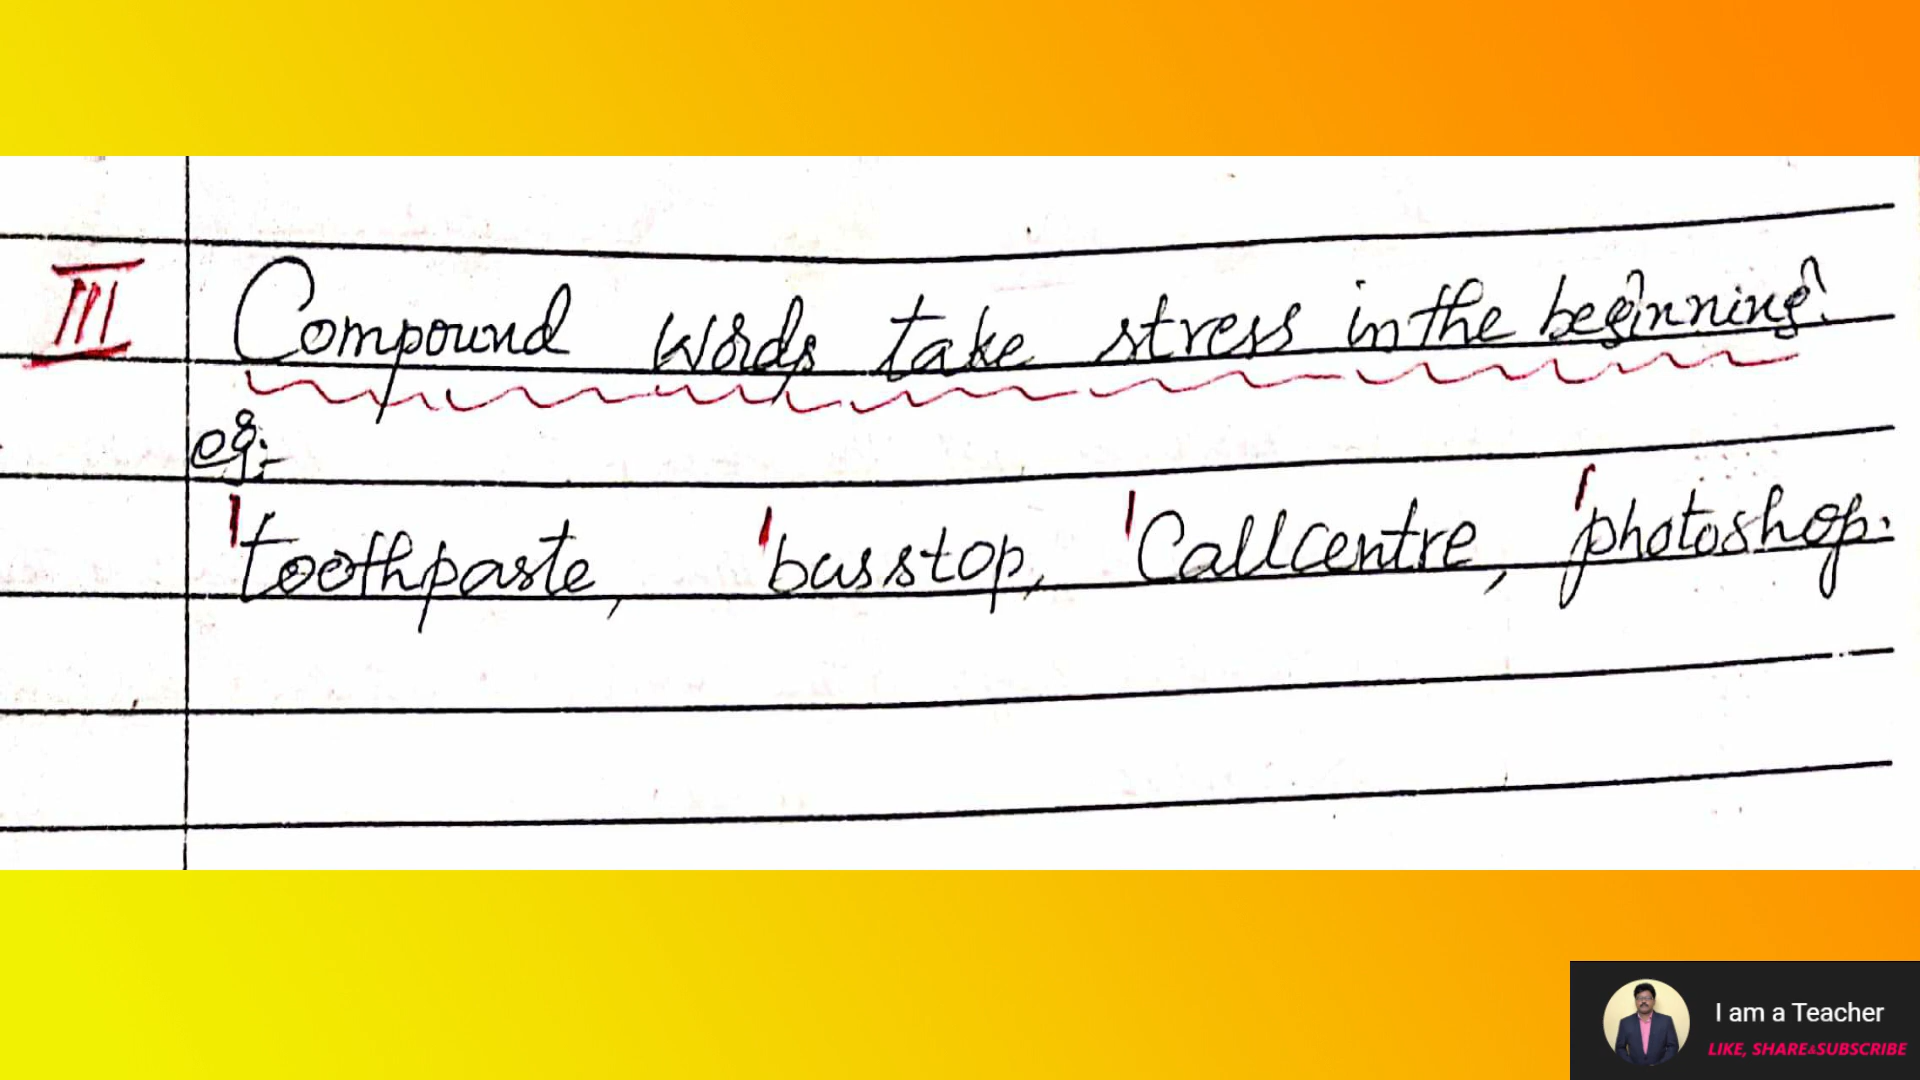 III Compound words take stress in the beginning.
eg:-
'toothpaste, 'busstop, 'Callcentre, 'photoshop.
I am a Teacher
LIKE, SHARE&SUBSCRIBE